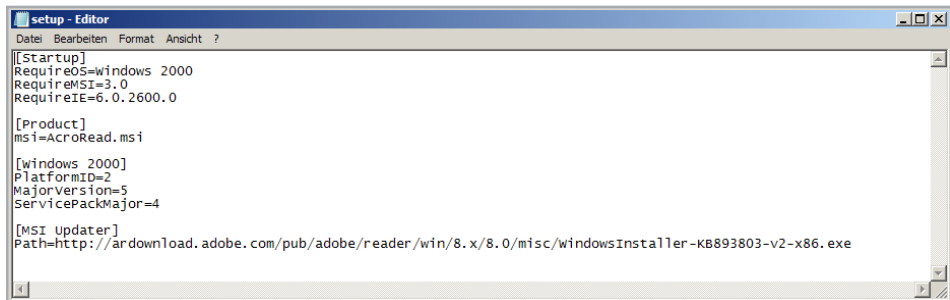 setup - Editor
Datei Bearbeiten Format Ansicht ?
[Startup]
RequireOS=Windows 2000
RequireMSI=3.0
RequireIE=6.0.2600.0
[Product]
msi=AcroRead.msi
[Windows 2000]
PlatformID=2
MajorVersion=5
ServicePackMajor=4
[MSI Updater]
Path=http://ardownload.adobe.com/pub/adobe/reader/win/8.x/8.0/misc/WindowsInstaller-KB893803-v2-x86.exe